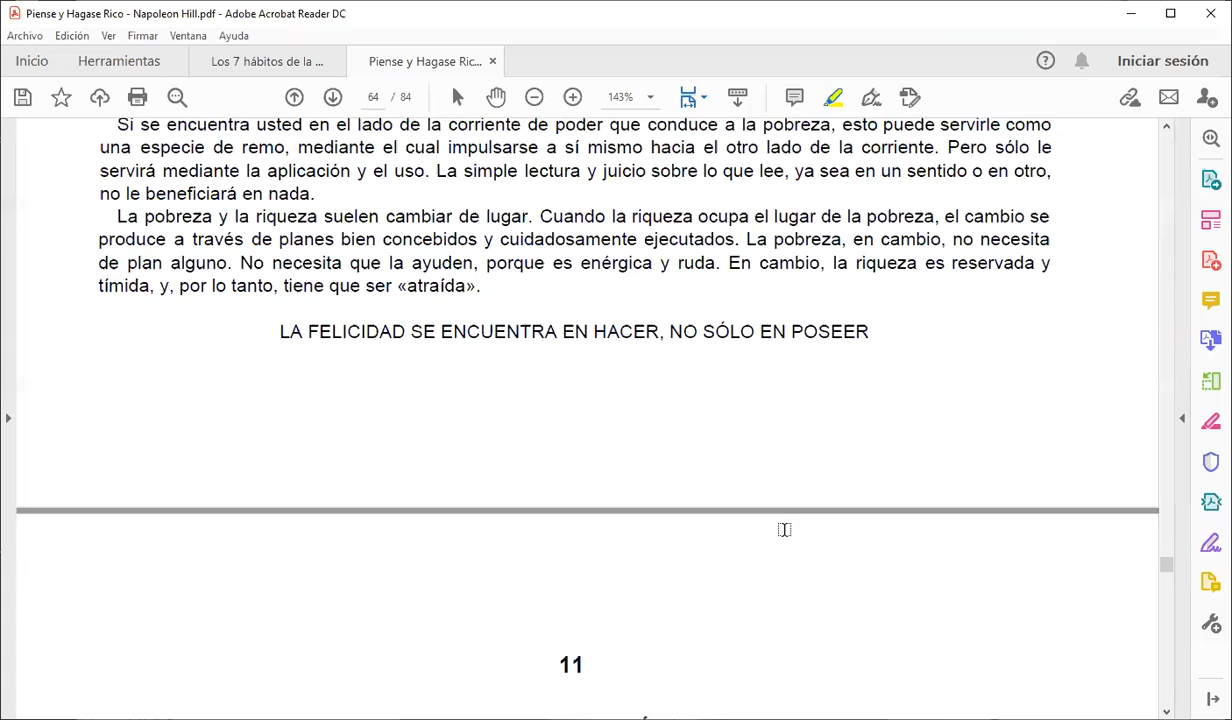 Piense y Hagase Rico - Napoleon Hill.pdf - Adobe Acrobat Reader DC
Archivo Edición Ver Firmar Ventana Ayuda
Inicio Herramientas Los 7 hábitos de la ... Piense y Hagase Ric... × Iniciar sesión
64 / 84 143%
Si se encuentra usted en el lado de la corriente de poder que conduce a la pobreza, esto puede servirle como
una especie de remo, mediante el cual impulsarse a sí mismo hacia el otro lado de la corriente. Pero sólo le
servirá mediante la aplicación y el uso. La simple lectura y juicio sobre lo que lee, ya sea en un sentido o en otro,
no le beneficiará en nada.
La pobreza y la riqueza suelen cambiar de lugar. Cuando la riqueza ocupa el lugar de la pobreza, el cambio se
produce a través de planes bien concebidos y cuidadosamente ejecutados. La pobreza, en cambio, no necesita
de plan alguno. No necesita que la ayuden, porque es enérgica y ruda. En cambio, la riqueza es reservada y
tímida, y, por lo tanto, tiene que ser «atraída».
LA FELICIDAD SE ENCUENTRA EN HACER, NO SÓLO EN POSEER
11